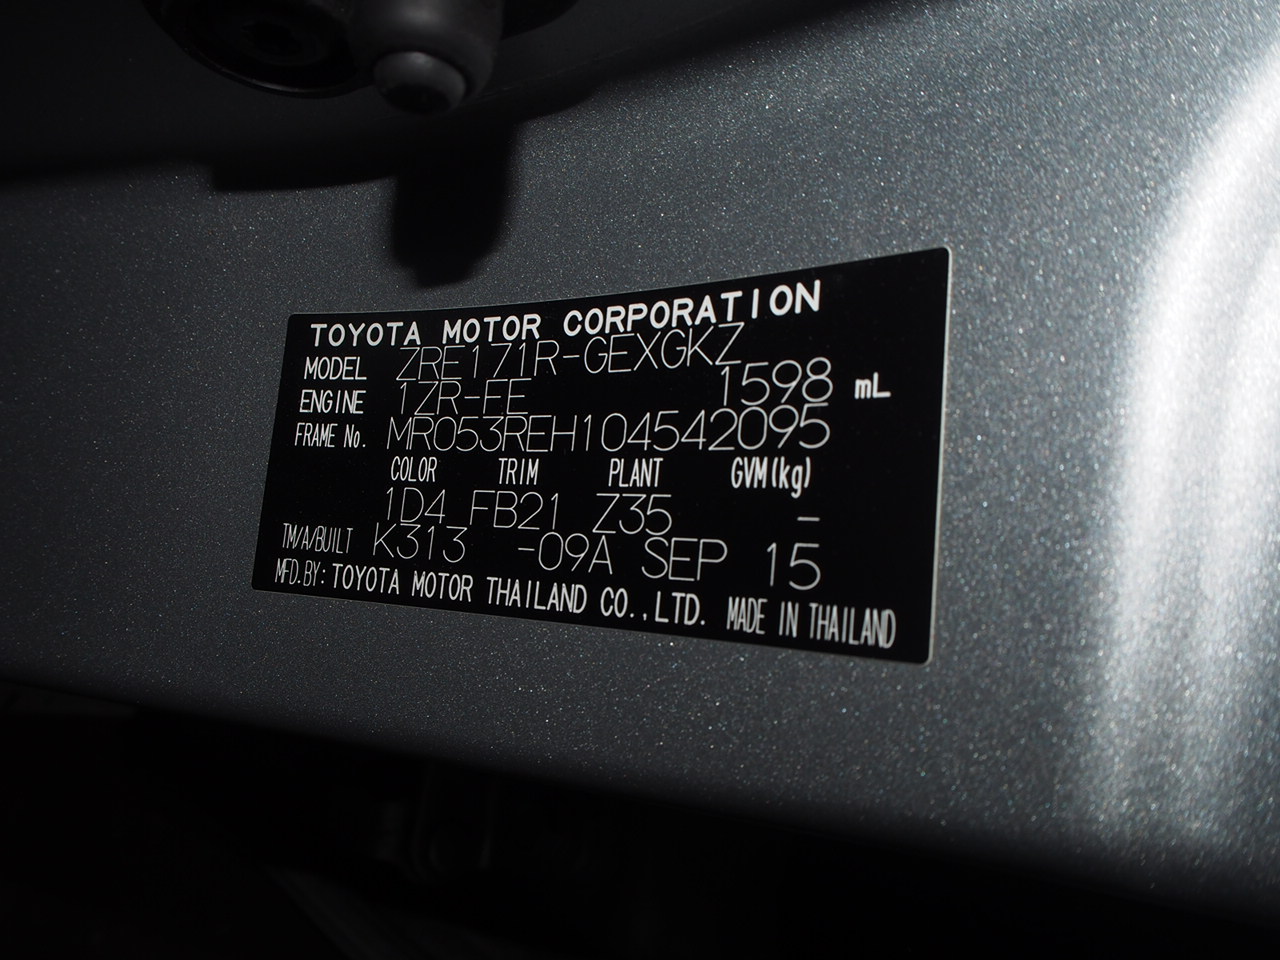 TOYOTA MOTOR CORPORATION
MODEL ZRE171R-GEXGKZ
ENGINE 1ZR-FE 1598 mL
FRAME No. MR053REH104542095
COLOR TRIM PLANT GVM(kg)
1D4 FB21 Z35 -
TM/A/BUILT K313 -09A SEP 15
MFD.BY: TOYOTA MOTOR THAILAND CO.,LTD. MADE IN THAILAND